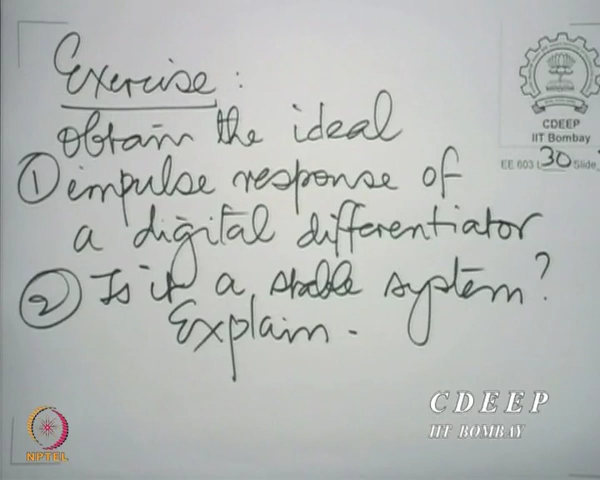 Exercise:
Obtain the ideal
① impulse response of
a digital differentiator
② Is it a stable system?
Explain.
CDEEP
IIT Bombay
EE 603 L 30 Slide
CDEEP
IIT BOMBAY
NPTEL